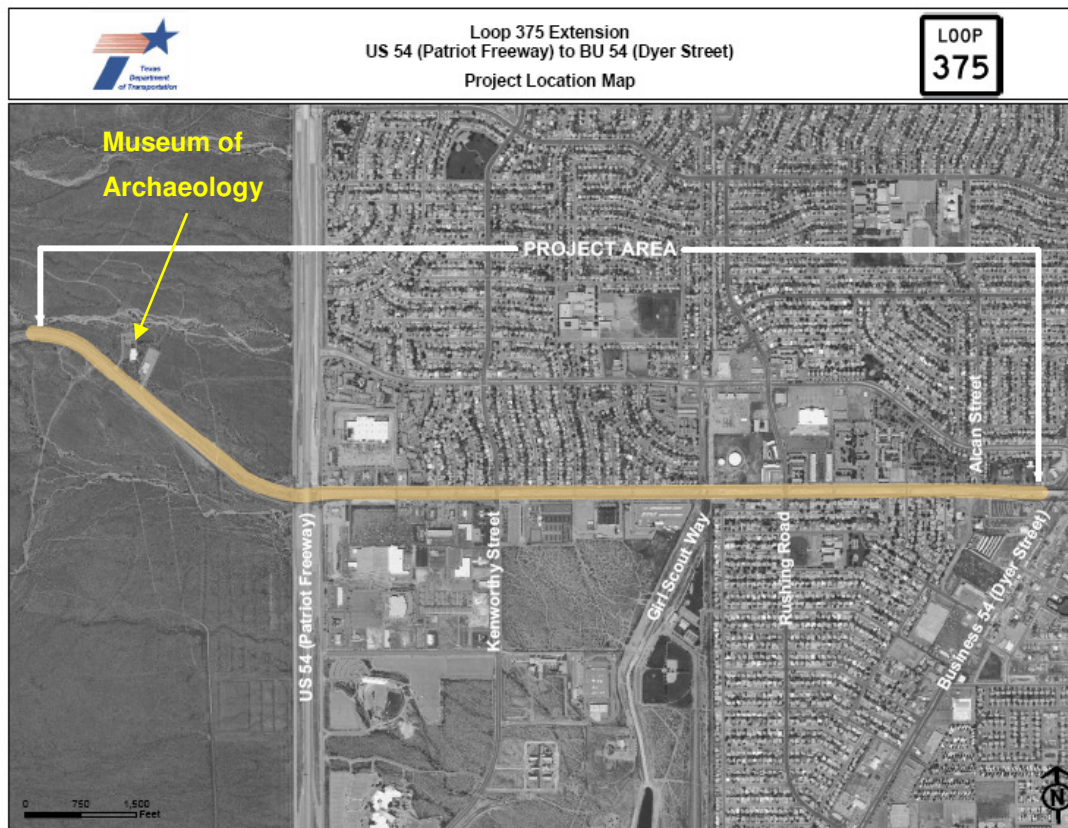 Texas
Department
of Transportation
Loop 375 Extension
US 54 (Patriot Freeway) to BU 54 (Dyer Street)
Project Location Map
LOOP
375
Museum of
Archaeology
PROJECT AREA
Alcan Street
US 54 (Patriot Freeway)
Kenworthy Street
Girl Scout Way
Rushing Road
Business 54 (Dyer Street)
0 750 1,500
Feet
N